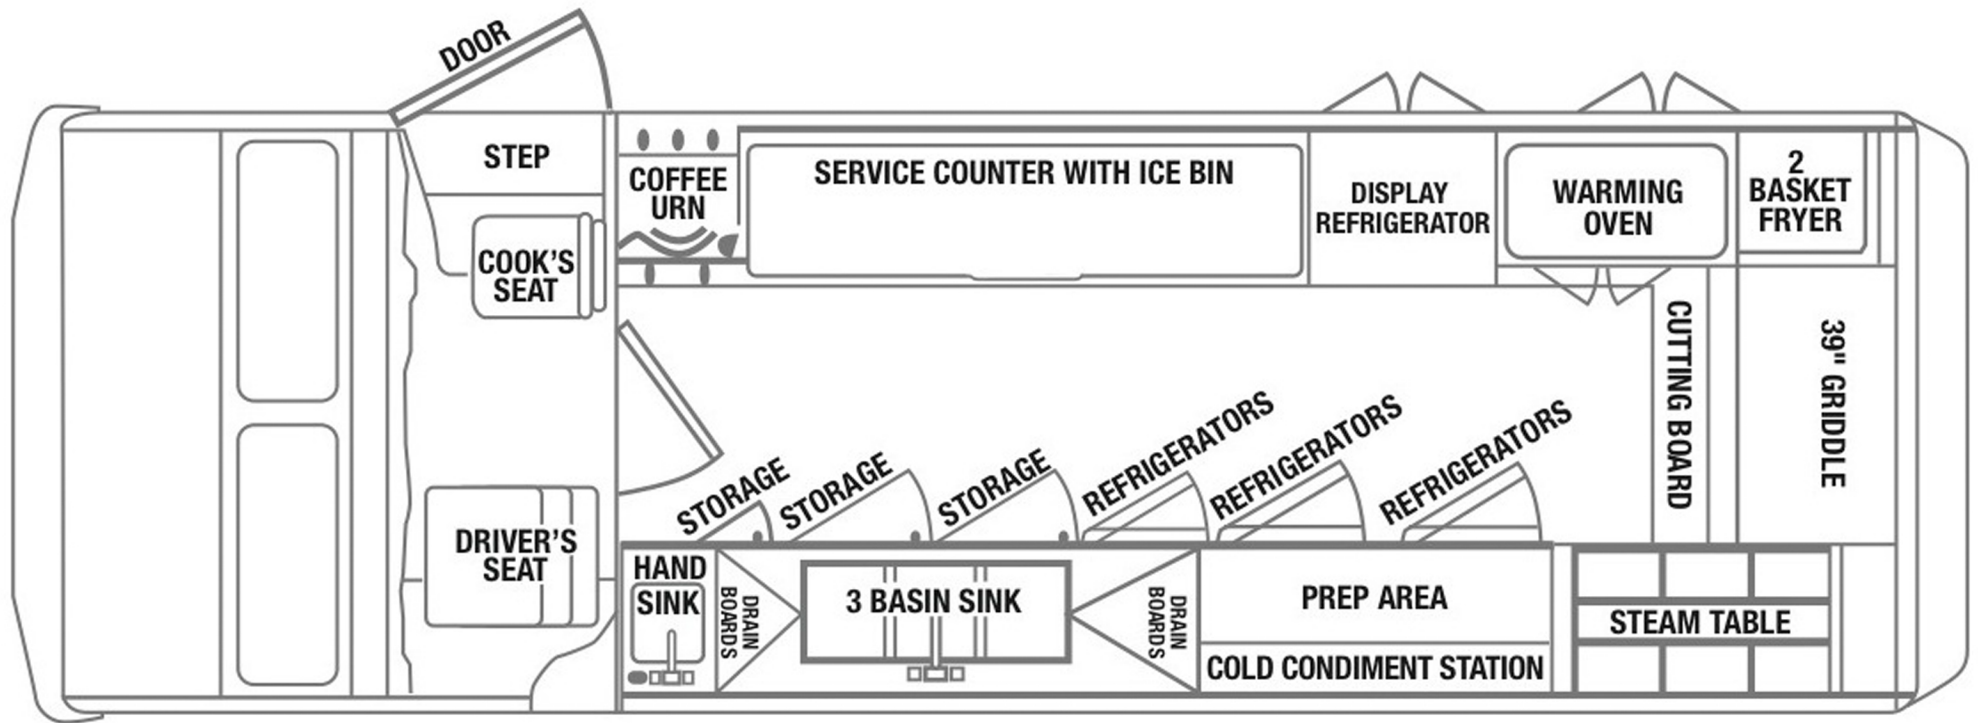 DOOR
STEP
COFFEE
URN
SERVICE COUNTER WITH ICE BIN
DISPLAY
REFRIGERATOR
WARMING
OVEN
2
BASKET
FRYER
COOK'S
SEAT
CUTTING BOARD
39" GRIDDLE
STORAGE
STORAGE
STORAGE
REFRIGERATORS
REFRIGERATORS
REFRIGERATORS
DRIVER'S
SEAT
HAND
SINK
DRAIN
BOARDS
3 BASIN SINK
DRAIN
BOARDS
PREP AREA
COLD CONDIMENT STATION
STEAM TABLE